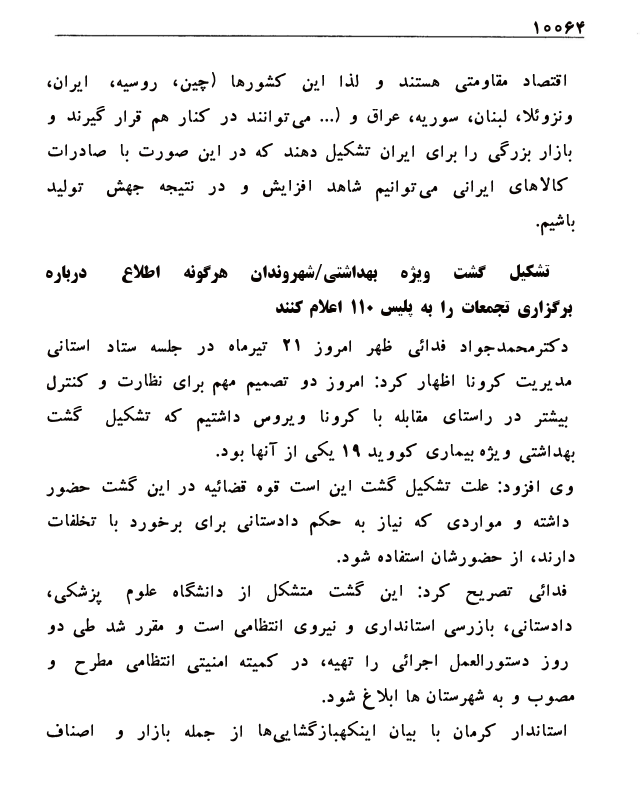 ۱۰۰۶۴
اقتصاد مقاومتی هستند و لذا این کشورها (چین، روسیه، ایران،
ونزوئلا، لبنان، سوریه، عراق و (... می‌توانند در کنار هم قرار گیرند و
بازار بزرگی را برای ایران تشکیل دهند که در این صورت با صادرات
کالاهای ایرانی می‌توانیم شاهد افزایش و در نتیجه جهش تولید
باشیم.
تشکیل گشت ویژه بهداشتی/شهروندان هرگونه اطلاع درباره
برگزاری تجمعات را به پلیس ۱۱۰ اعلام کنند
دکترمحمدجواد فدائی ظهر امروز ۲۱ تیرماه در جلسه ستاد استانی
مدیریت کرونا اظهار کرد: امروز دو تصمیم مهم برای نظارت و کنترل
بیشتر در راستای مقابله با کرونا ویروس داشتیم که تشکیل گشت
بهداشتی ویژه بیماری کووید ۱۹ یکی از آنها بود.
وی افزود: علت تشکیل گشت این است قوه قضائیه در این گشت حضور
داشته و مواردی که نیاز به حکم دادستانی برای برخورد با تخلفات
دارند، از حضورشان استفاده شود.
فدائی تصریح کرد: این گشت متشکل از دانشگاه علوم پزشکی،
دادستانی، بازرسی استانداری و نیروی انتظامی است و مقرر شد طی دو
روز دستورالعمل اجرائی را تهیه، در کمیته امنیتی انتظامی مطرح و
مصوب و به شهرستان ها ابلاغ شود.
استاندار کرمان با بیان اینکهبازگشایی‌ها از جمله بازار و اصناف